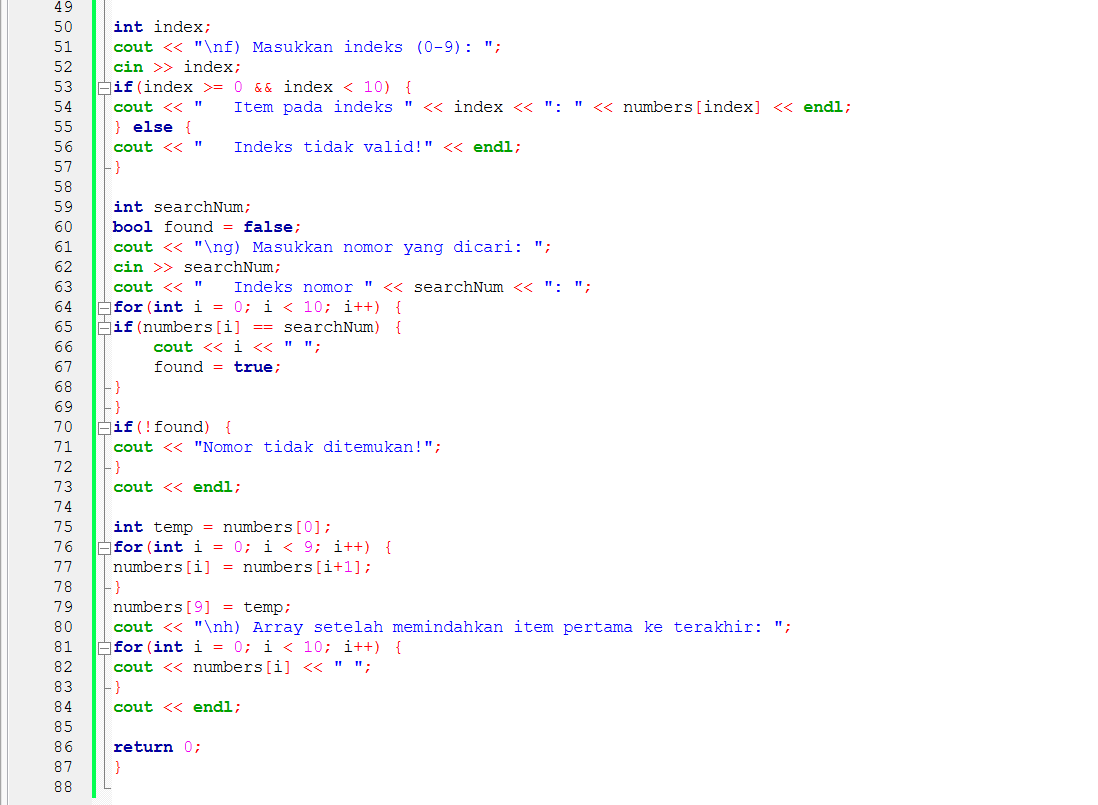 49
50 int index;
51 cout << "\nf) Masukkan indeks (0-9): ";
52 cin >> index;
53 if(index >= 0 && index < 10) {
54 cout << "   Item pada indeks " << index << ": " << numbers[index] << endl;
55 } else {
56 cout << "   Indeks tidak valid!" << endl;
57 }
58
59 int searchNum;
60 bool found = false;
61 cout << "\ng) Masukkan nomor yang dicari: ";
62 cin >> searchNum;
63 cout << "   Indeks nomor " << searchNum << ": ";
64 for(int i = 0; i < 10; i++) {
65 if(numbers[i] == searchNum) {
66     cout << i << " ";
67     found = true;
68 }
69 }
70 if(!found) {
71 cout << "Nomor tidak ditemukan!";
72 }
73 cout << endl;
74
75 int temp = numbers[0];
76 for(int i = 0; i < 9; i++) {
77 numbers[i] = numbers[i+1];
78 }
79 numbers[9] = temp;
80 cout << "\nh) Array setelah memindahkan item pertama ke terakhir: ";
81 for(int i = 0; i < 10; i++) {
82 cout << numbers[i] << " ";
83 }
84 cout << endl;
85
86 return 0;
87 }
88